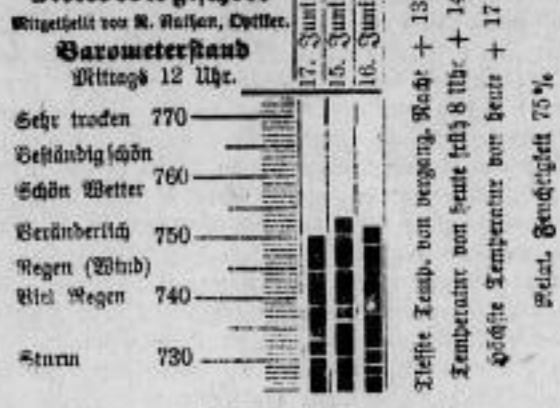 Mitgetheilt von R. Nathan, Optiker.
Barometerstand
Mittags 12 Uhr.
17. Juni
15. Juni
16. Juni
Sehr trocken 770
Beständig schön
Schön Wetter 760
Veränderlich 750
Regen (Wind)
Viel Regen 740
Sturm 730
Tiefste Temp. von vergang. Nacht + 13
Temperatur von heute früh 8 Uhr + 14
Höchste Temperatur von heute + 17
Relat. Feuchtigkeit 75%